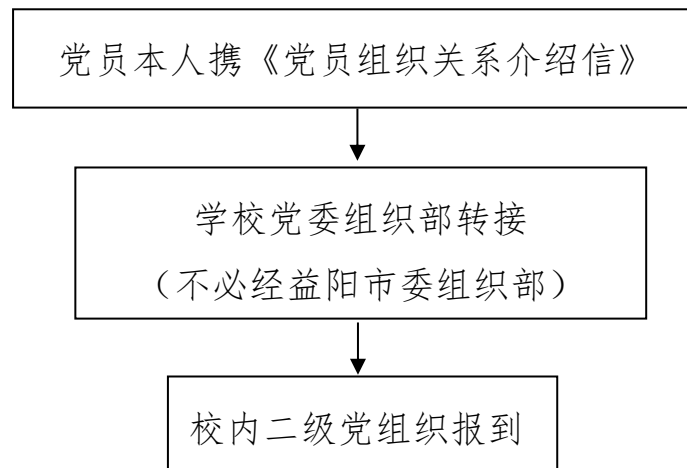 党员本人携《党员组织关系介绍信》
学校党委组织部转接
（不必经益阳市委组织部）
校内二级党组织报到